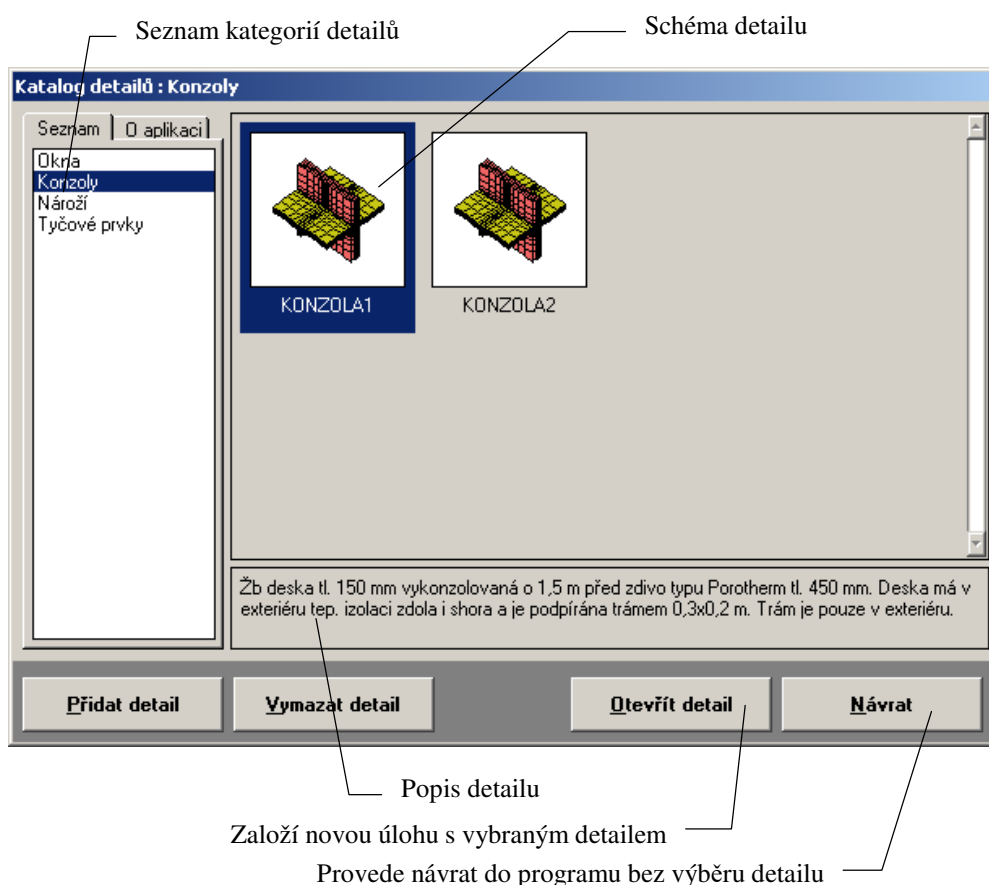 Seznam kategorií detailů
Schéma detailu
Katalog detailů : Konzoly
Seznam
O aplikaci
Okna
Konzoly
Nároží
Tyčové prvky
KONZOLA1
KONZOLA2
Žb deska tl. 150 mm vykonzolovaná o 1,5 m před zdivo typu Porotherm tl. 450 mm. Deska má v
exteriéru tep. izolaci zdola i shora a je podpírána trámem 0,3x0,2 m. Trám je pouze v exteriéru.
Přidat detail
Vymazat detail
Otevřít detail
Návrat
Popis detailu
Založí novou úlohu s vybraným detailem
Provede návrat do programu bez výběru detailu